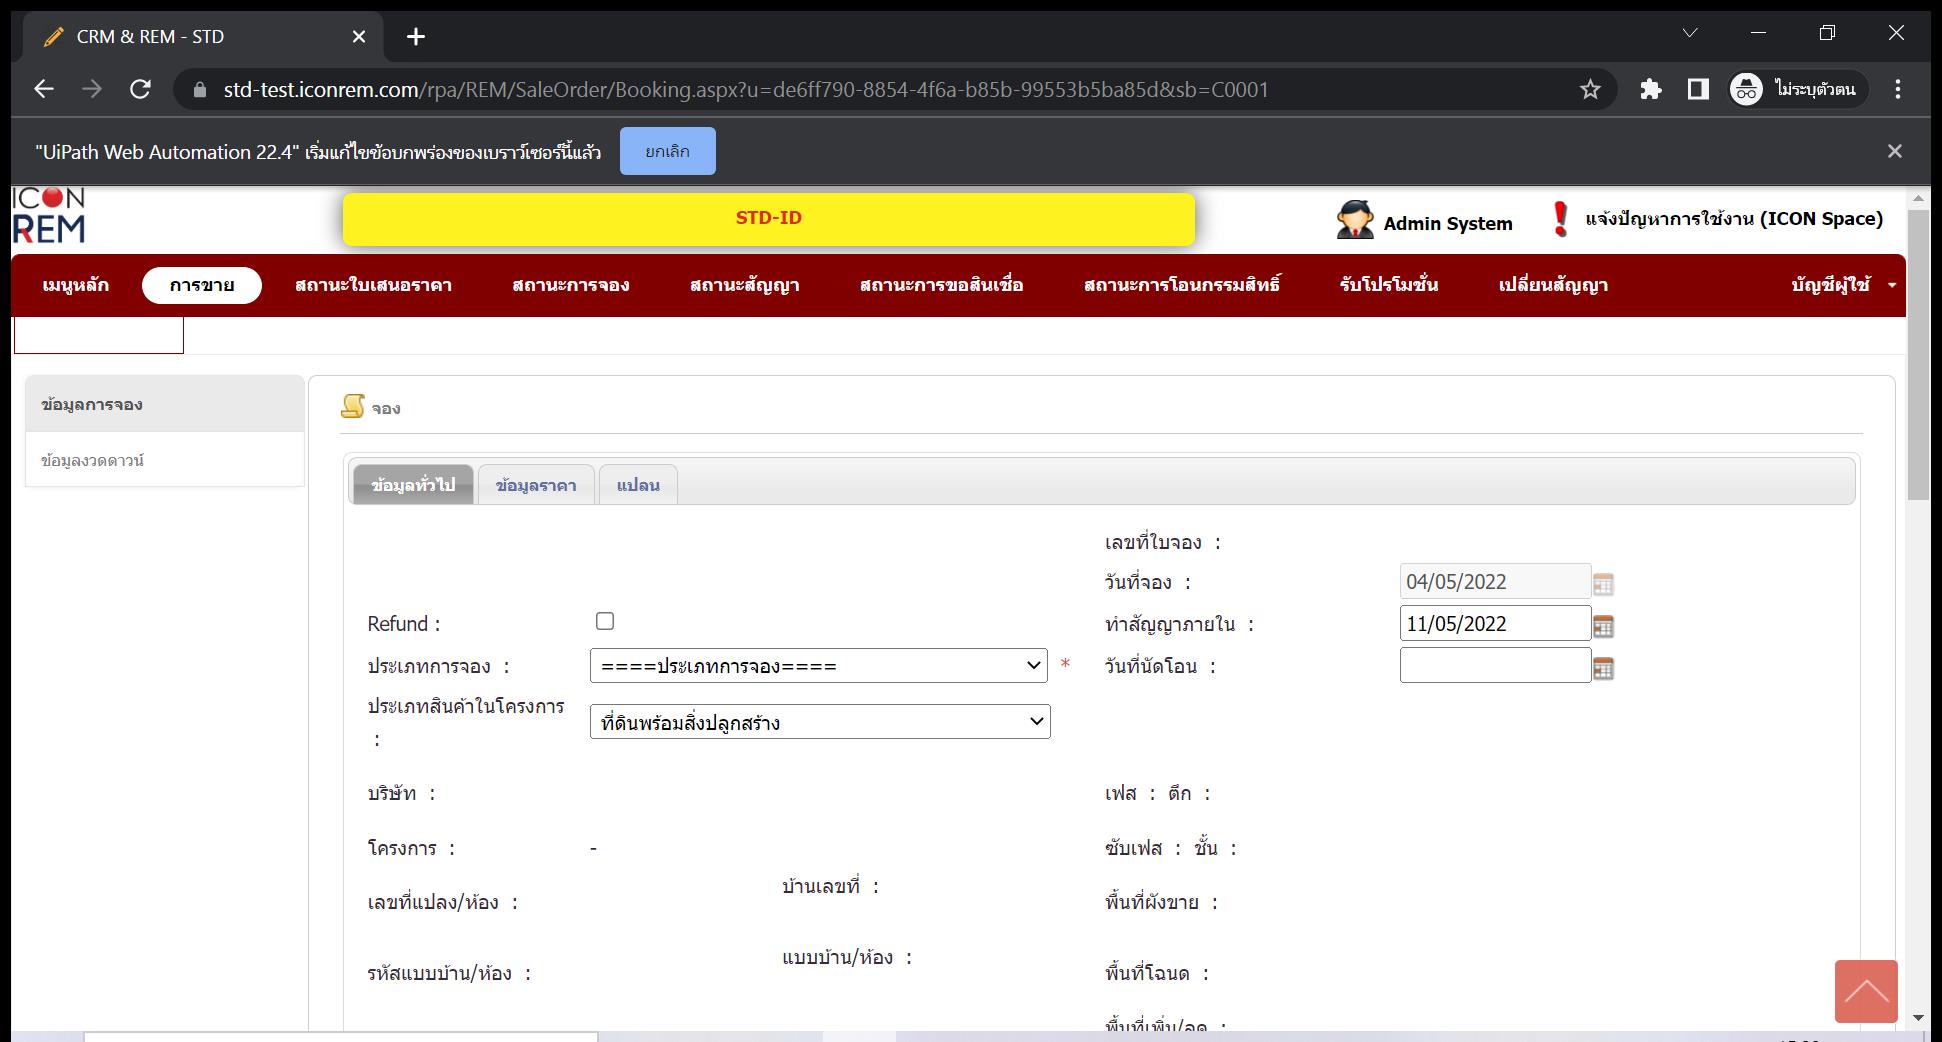 CRM & REM - STD
std-test.iconrem.com/rpa/REM/SaleOrder/Booking.aspx?u=de6ff790-8854-4f6a-b85b-99553b5ba85d&sb=C0001
ไม่ระบุตัวตน
"UiPath Web Automation 22.4" เริ่มแก้ไขข้อบกพร่องของเบราว์เซอร์นี้แล้ว ยกเลิก
ICON
REM
STD-ID
Admin System
แจ้งปัญหาการใช้งาน (ICON Space)
เมนูหลัก การขาย สถานะใบเสนอราคา สถานะการจอง สถานะสัญญา สถานะการขอสินเชื่อ สถานะการโอนกรรมสิทธิ์ รับโปรโมชั่น เปลี่ยนสัญญา บัญชีผู้ใช้
ข้อมูลการจอง
ข้อมูลงวดดาวน์
จอง
ข้อมูลทั่วไป ข้อมูลราคา แปลน
เลขที่ใบจอง :
วันที่จอง : 04/05/2022
Refund : ทำสัญญาภายใน : 11/05/2022
ประเภทการจอง : ====ประเภทการจอง==== * วันที่นัดโอน :
ประเภทสินค้าในโครงการ
: ที่ดินพร้อมสิ่งปลูกสร้าง
บริษัท : เฟส : ตึก :
โครงการ : - ซับเฟส : ชั้น :
เลขที่แปลง/ห้อง : บ้านเลขที่ : พื้นที่ผังขาย :
รหัสแบบบ้าน/ห้อง : แบบบ้าน/ห้อง : พื้นที่โฉนด :
พื้นที่เพิ่ม/ลด :